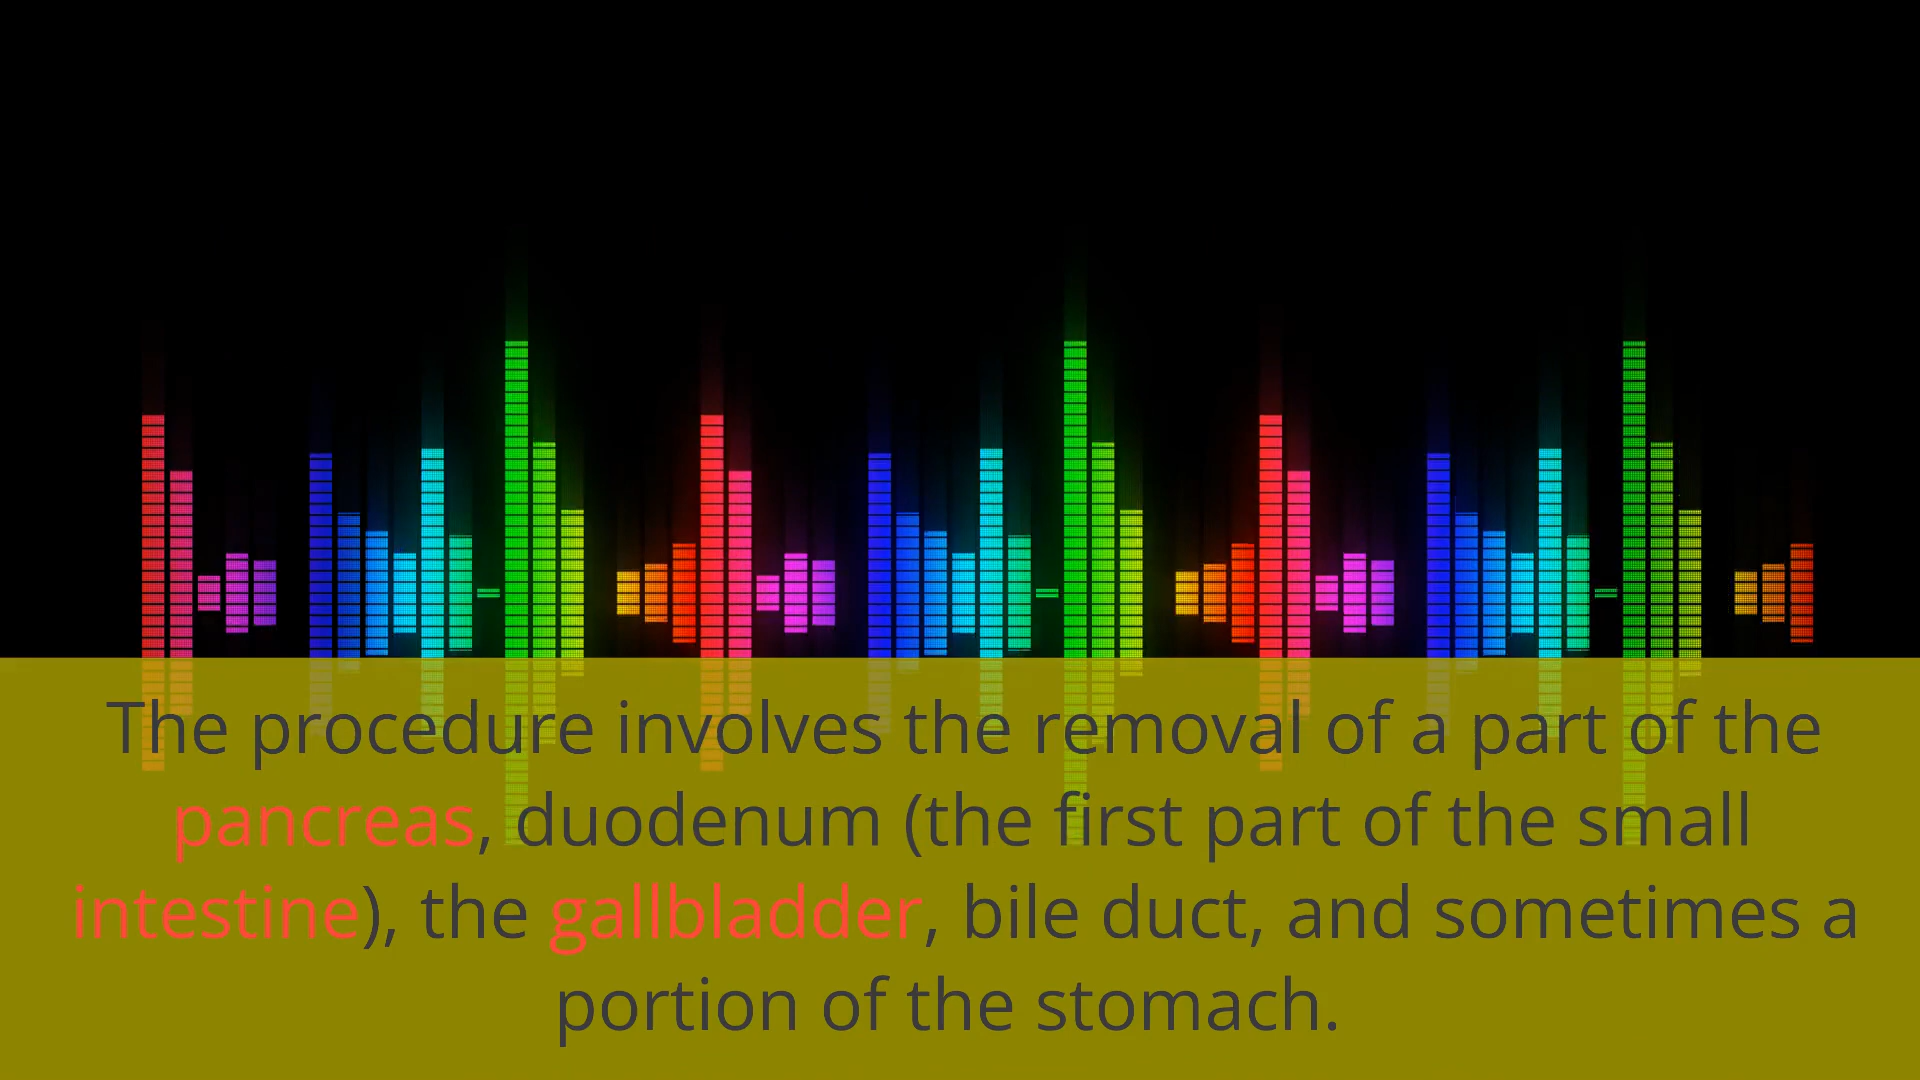 The procedure involves the removal of a part of the
pancreas, duodenum (the first part of the small
intestine), the gallbladder, bile duct, and sometimes a
portion of the stomach.